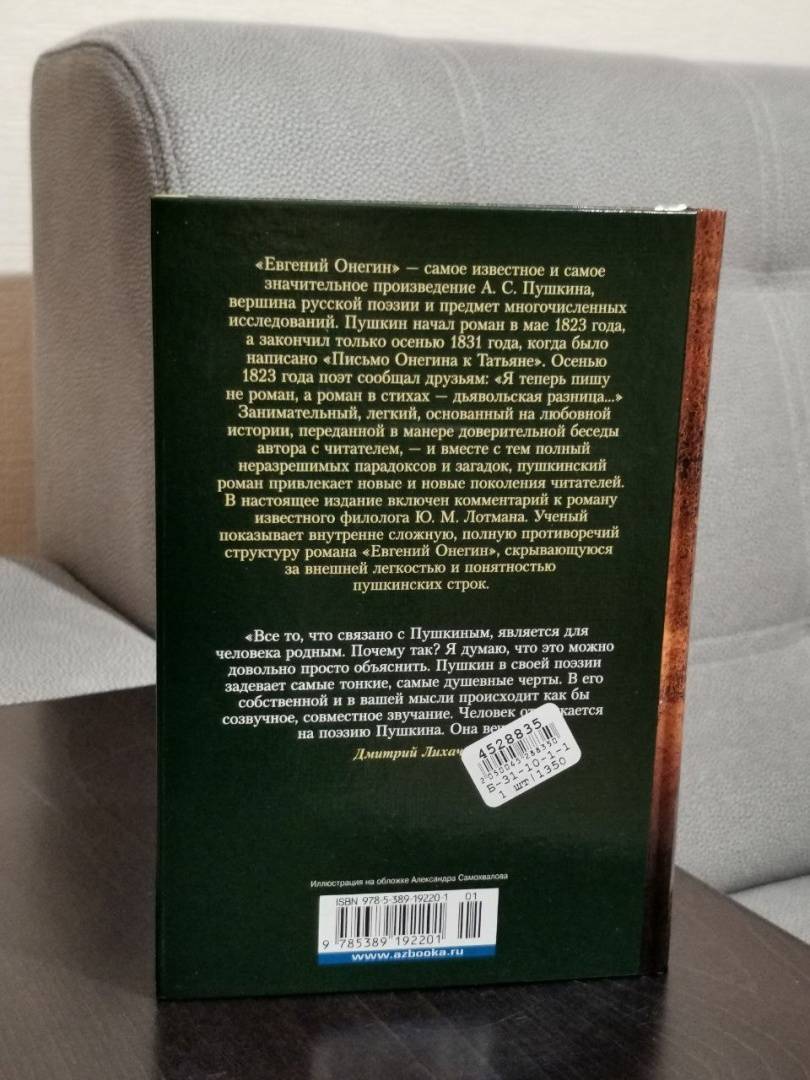 «Евгений Онегин» — самое известное и самое
значительное произведение А. С. Пушкина,
вершина русской поэзии и предмет многочисленных
исследований. Пушкин начал роман в мае 1823 года,
а закончил только осенью 1831 года, когда было
написано «Письмо Онегина к Татьяне». Осенью
1823 года поэт сообщал друзьям: «Я теперь пишу
не роман, а роман в стихах — дьявольская разница...»
Занимательный, легкий, основанный на любовной
истории, переданной в манере доверительной беседы
автора с читателем, — и вместе с тем полный
неразрешимых парадоксов и загадок, пушкинский
роман привлекает новые и новые поколения читателей.
В настоящее издание включен комментарий к роману
известного филолога Ю. М. Лотмана. Ученый
показывает внутренне сложную, полную противоречий
структуру романа «Евгений Онегин», скрывающуюся
за внешней легкостью и понятностью
пушкинских строк.
«Все то, что связано с Пушкиным, является для
человека родным. Почему так? Я думаю, что это можно
довольно просто объяснить. Пушкин в своей поэзии
задевает самые тонкие, самые душевные черты. В его
собственной и в вашей мысли происходит как бы
созвучное, совместное звучание. Человек
на поэзию Пушкина. Она
Дмитрий
4528835
2050045288350
Б-31-10-1-1
1 шт|1350
Иллюстрация на обложке Александра Самохвалова
ISBN 978-5-389-19220-1
01
9 785389 192201
www.azbooka.ru